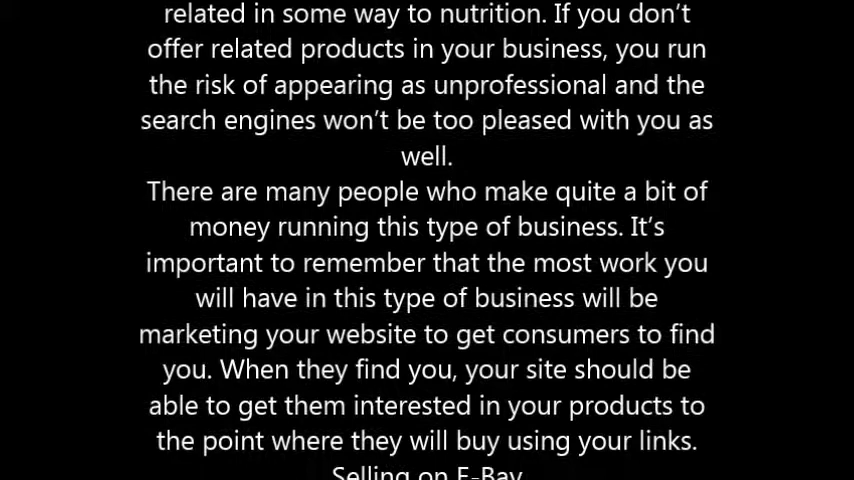 related in some way to nutrition. If you don’t
offer related products in your business, you run
the risk of appearing as unprofessional and the
search engines won’t be too pleased with you as
well.
There are many people who make quite a bit of
money running this type of business. It’s
important to remember that the most work you
will have in this type of business will be
marketing your website to get consumers to find
you. When they find you, your site should be
able to get them interested in your products to
the point where they will buy using your links.
Selling on E-Bay